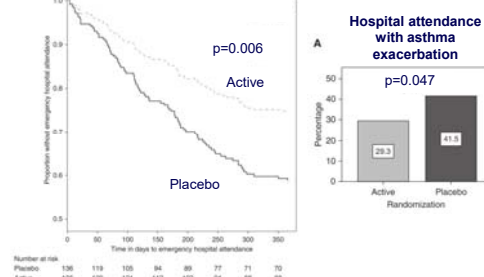 1.0
0.9
0.8
0.7
0.6
0.5
Proportion without emergency hospital attendance
p=0.006
Active
Placebo
0 50 100 150 200 250 300 350
Time in days to emergency hospital attendance
Number at risk
Placebo 136 119 105 94 89 77 71 70
Hospital attendance
with asthma
exacerbation
A
p=0.047
50
40
30
20
10
0
Percentage
29.3
41.5
Active Placebo
Randomization